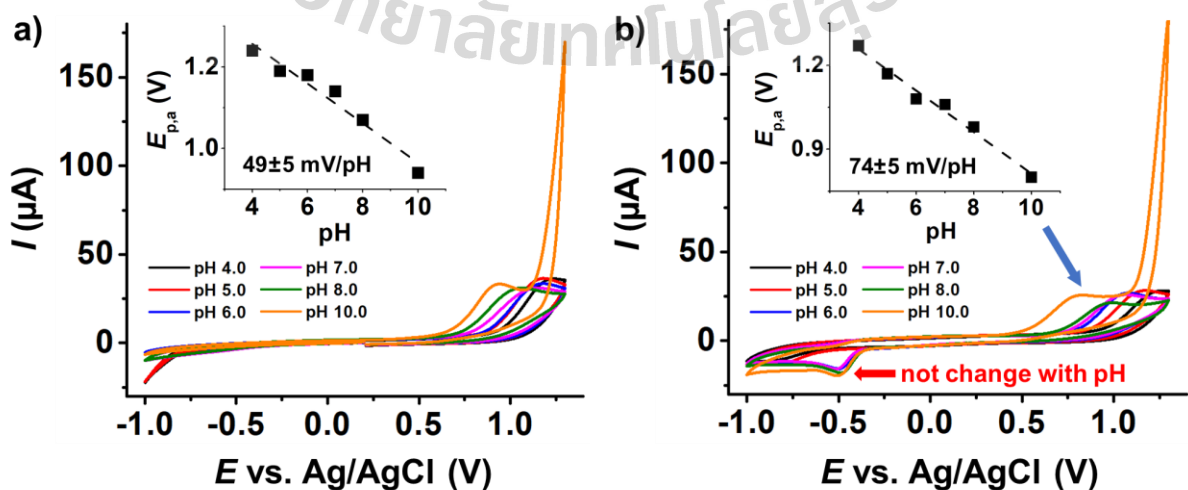 ทยาลัยเทคโนโลยีสุร
a)
150
100
50
0
I (µA)
-1.0
-0.5
0.0
0.5
1.0
E vs. Ag/AgCl (V)
1.2
1.0
Ep,a (V)
49±5 mV/pH
4
6
8
10
pH
pH 4.0
pH 5.0
pH 6.0
pH 7.0
pH 8.0
pH 10.0
b)
150
100
50
0
I (µA)
-1.0
-0.5
0.0
0.5
1.0
E vs. Ag/AgCl (V)
1.2
0.9
Ep,a (V)
74±5 mV/pH
4
6
8
10
pH
pH 4.0
pH 5.0
pH 6.0
pH 7.0
pH 8.0
pH 10.0
not change with pH